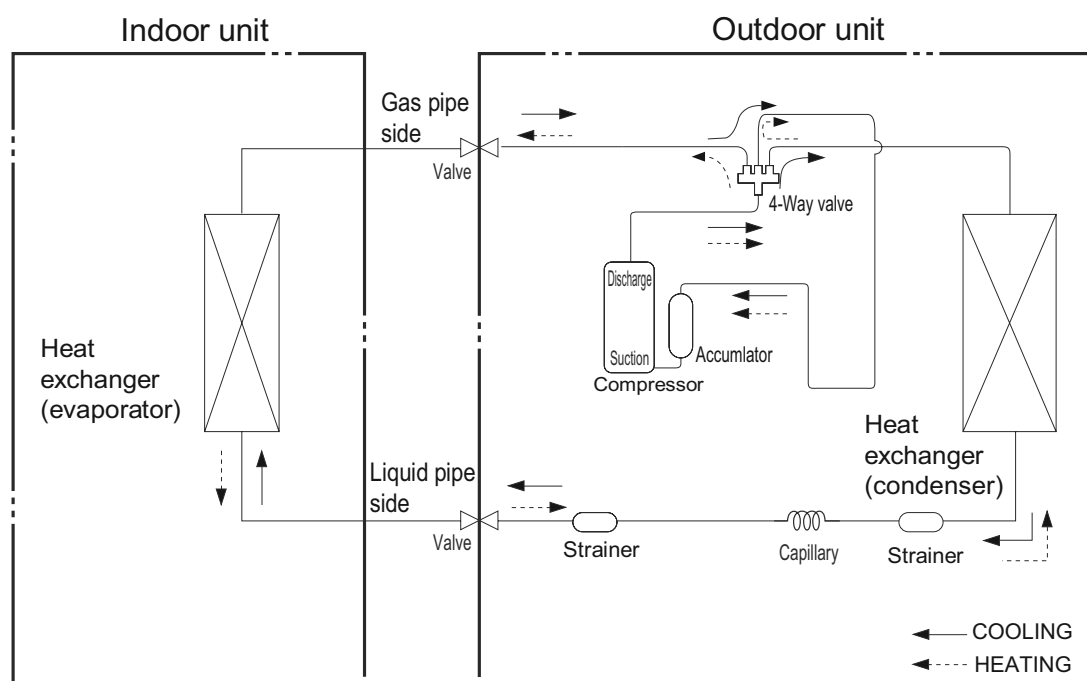 Indoor unit
Outdoor unit
Gas pipe
side
Valve
4-Way valve
Discharge
Suction
Compressor
Accumlator
Heat
exchanger
(evaporator)
Heat
exchanger
(condenser)
Liquid pipe
side
Valve
Strainer
Capillary
Strainer
COOLING
HEATING